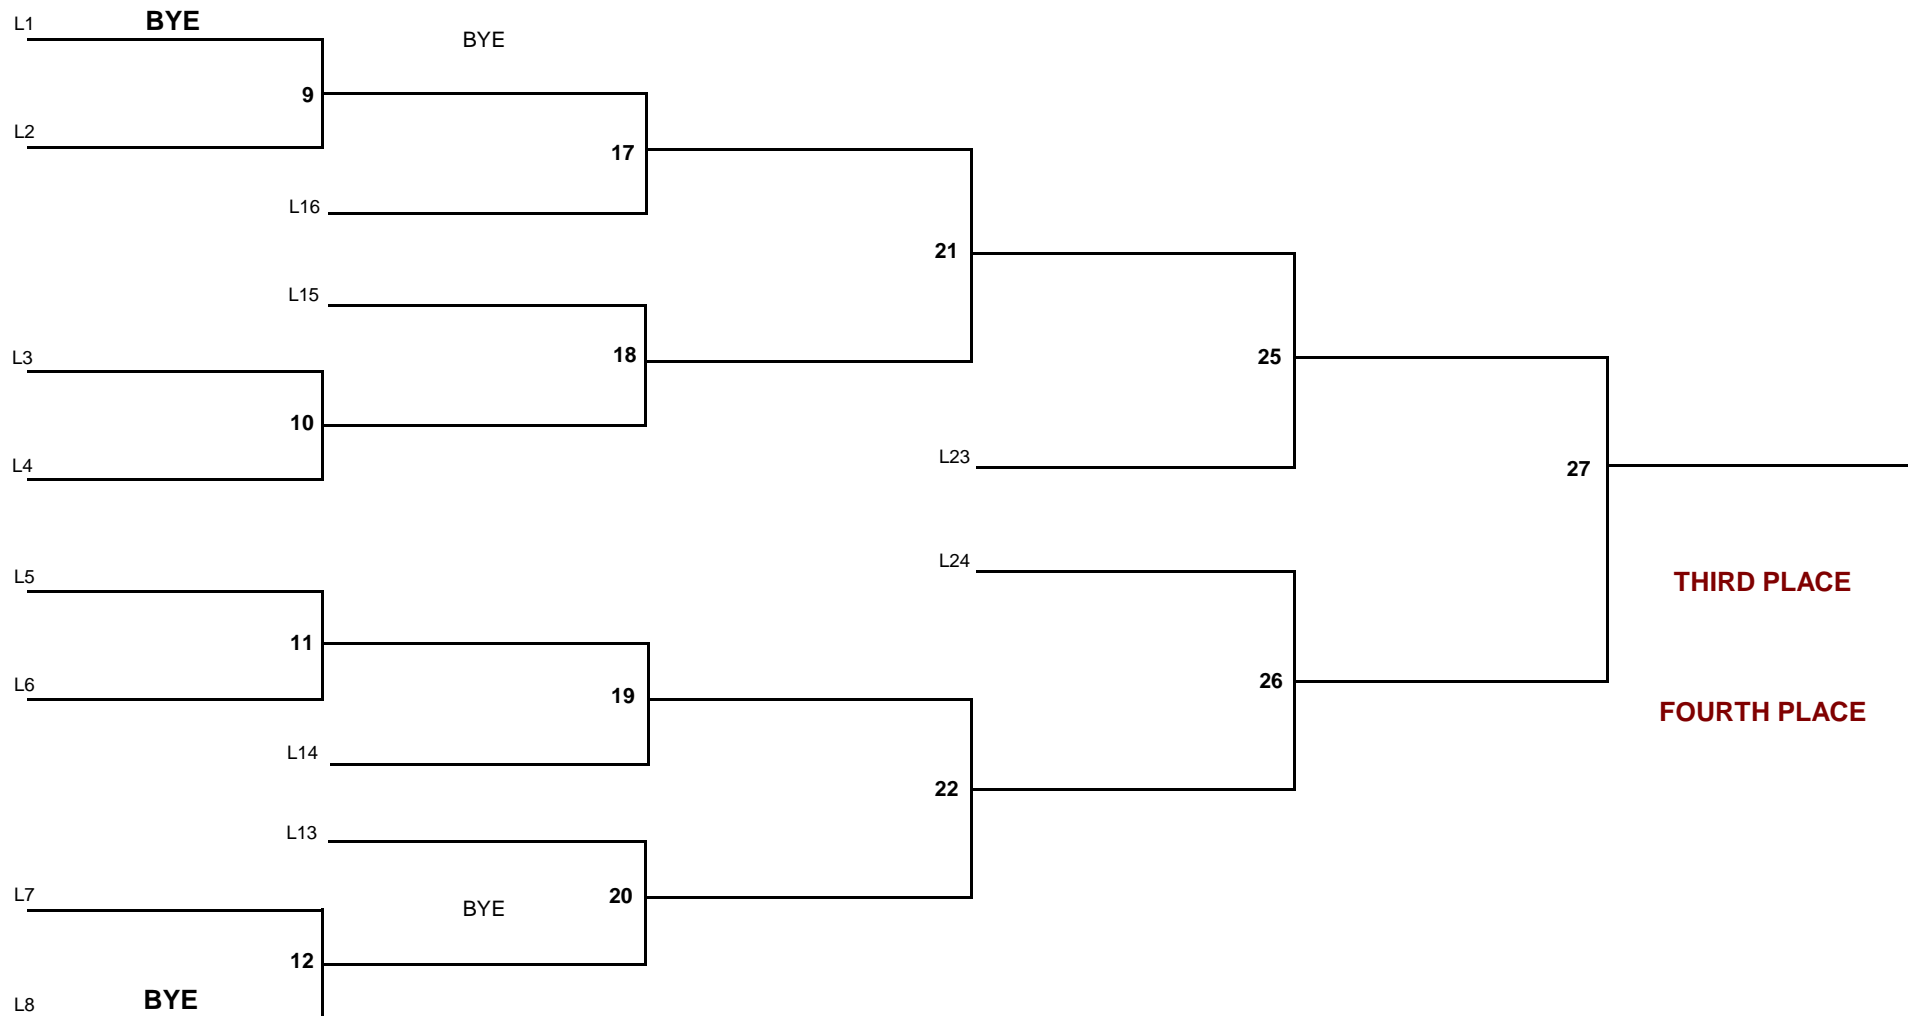 L1
BYE
BYE
9
L2
17
L16
21
L15
L3
18
25
10
L4
L23
27
L24
L5
THIRD PLACE
11
L6
26
19
FOURTH PLACE
L14
22
L13
L7
20
BYE
12
L8
BYE